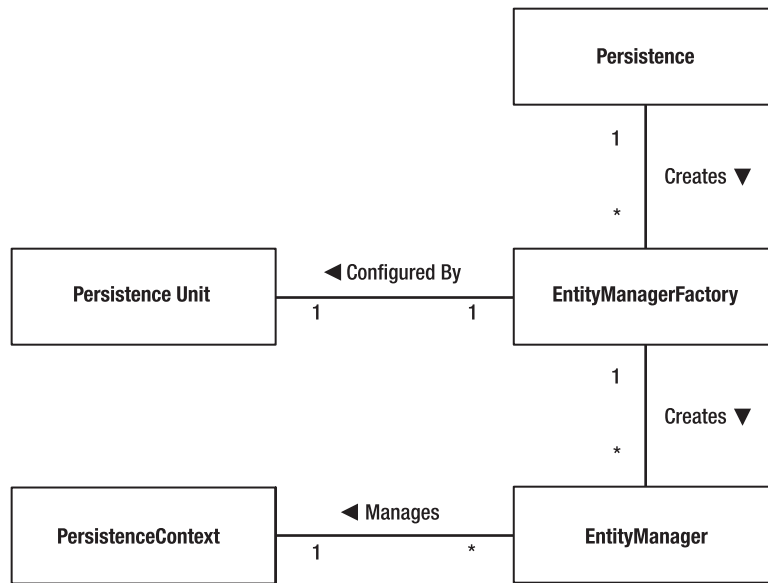 Persistence
1
Creates ▼
*
◄ Configured By
Persistence Unit
EntityManagerFactory
1
1
1
Creates ▼
*
◄ Manages
PersistenceContext
EntityManager
1
*